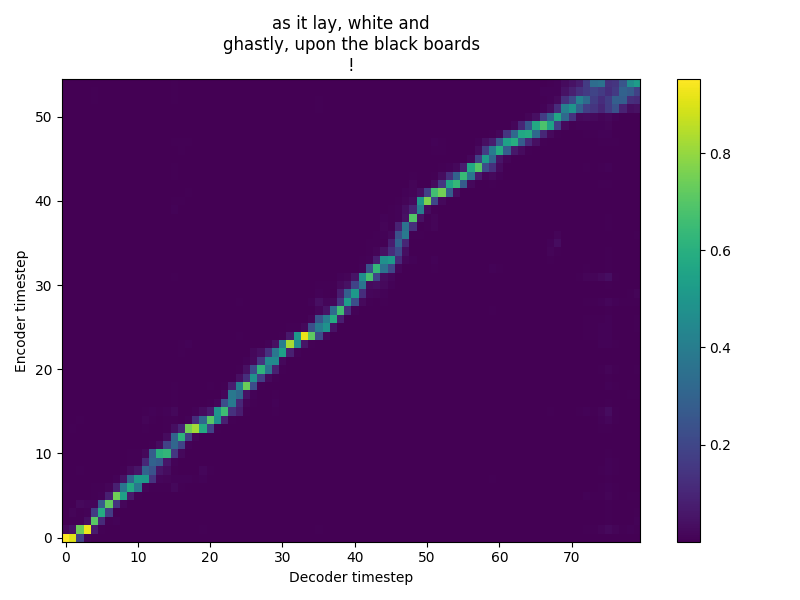 as it lay, white and
ghastly, upon the black boards
!
50
40
30
20
10
0
Encoder timestep
0 10 20 30 40 50 60 70
Decoder timestep
0.8
0.6
0.4
0.2